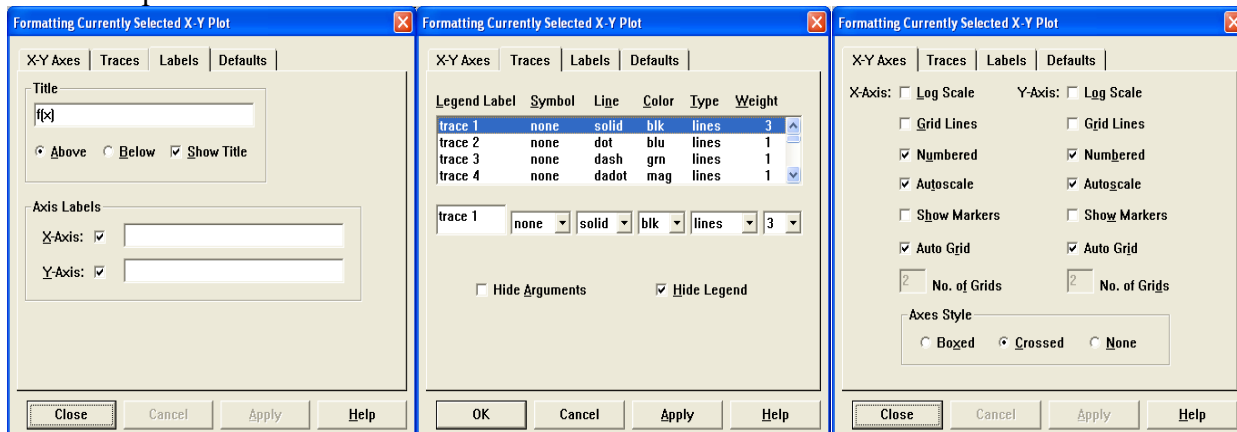 Formatting Currently Selected X-Y Plot
X-Y Axes Traces Labels Defaults
Title
f(x)
Above Below Show Title
Axis Labels
X-Axis:
Y-Axis:
Close Cancel Apply Help
Formatting Currently Selected X-Y Plot
X-Y Axes Traces Labels Defaults
Legend Label Symbol Line Color Type Weight
trace 1 none solid blk lines 3
trace 2 none dot blu lines 1
trace 3 none dash grn lines 1
trace 4 none dadot mag lines 1
trace 1 none solid blk lines 3
Hide Arguments Hide Legend
OK Cancel Apply Help
Formatting Currently Selected X-Y Plot
X-Y Axes Traces Labels Defaults
X-Axis: Log Scale Y-Axis: Log Scale
Grid Lines Grid Lines
Numbered Numbered
Autoscale Autoscale
Show Markers Show Markers
Auto Grid Auto Grid
2 No. of Grids 2 No. of Grids
Axes Style
Boxed Crossed None
Close Cancel Apply Help